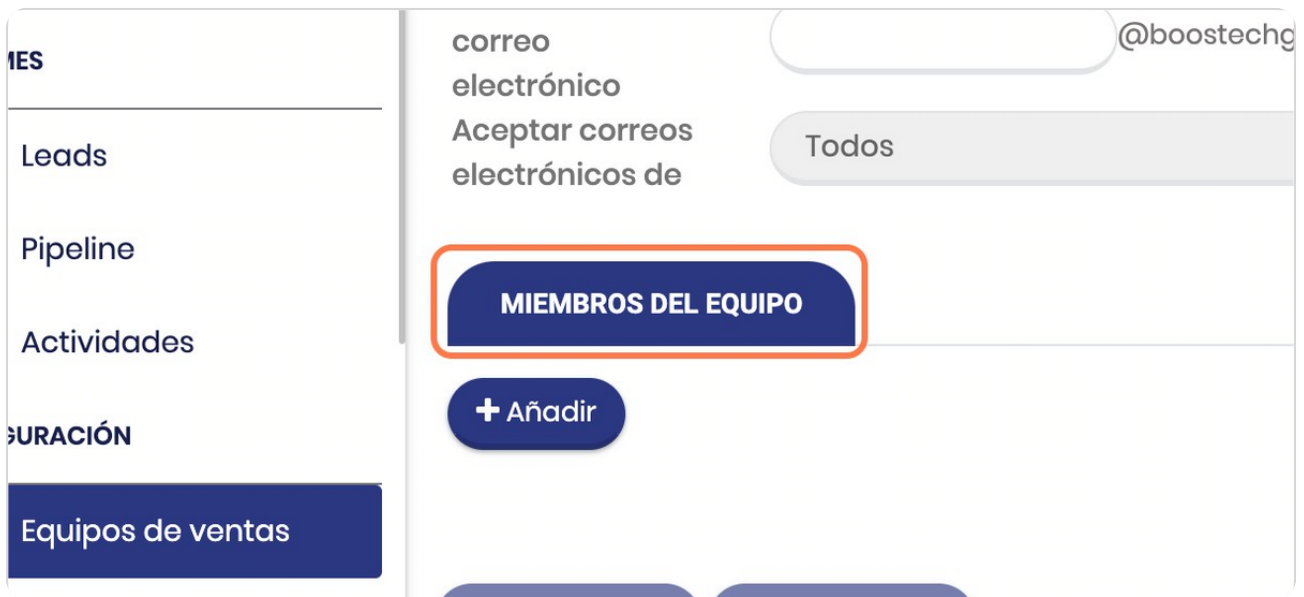 MES
Leads
Pipeline
Actividades
GURACIÓN
Equipos de ventas
correo
electrónico
@boostechg
Aceptar correos
electrónicos de
Todos
MIEMBROS DEL EQUIPO
+ Añadir